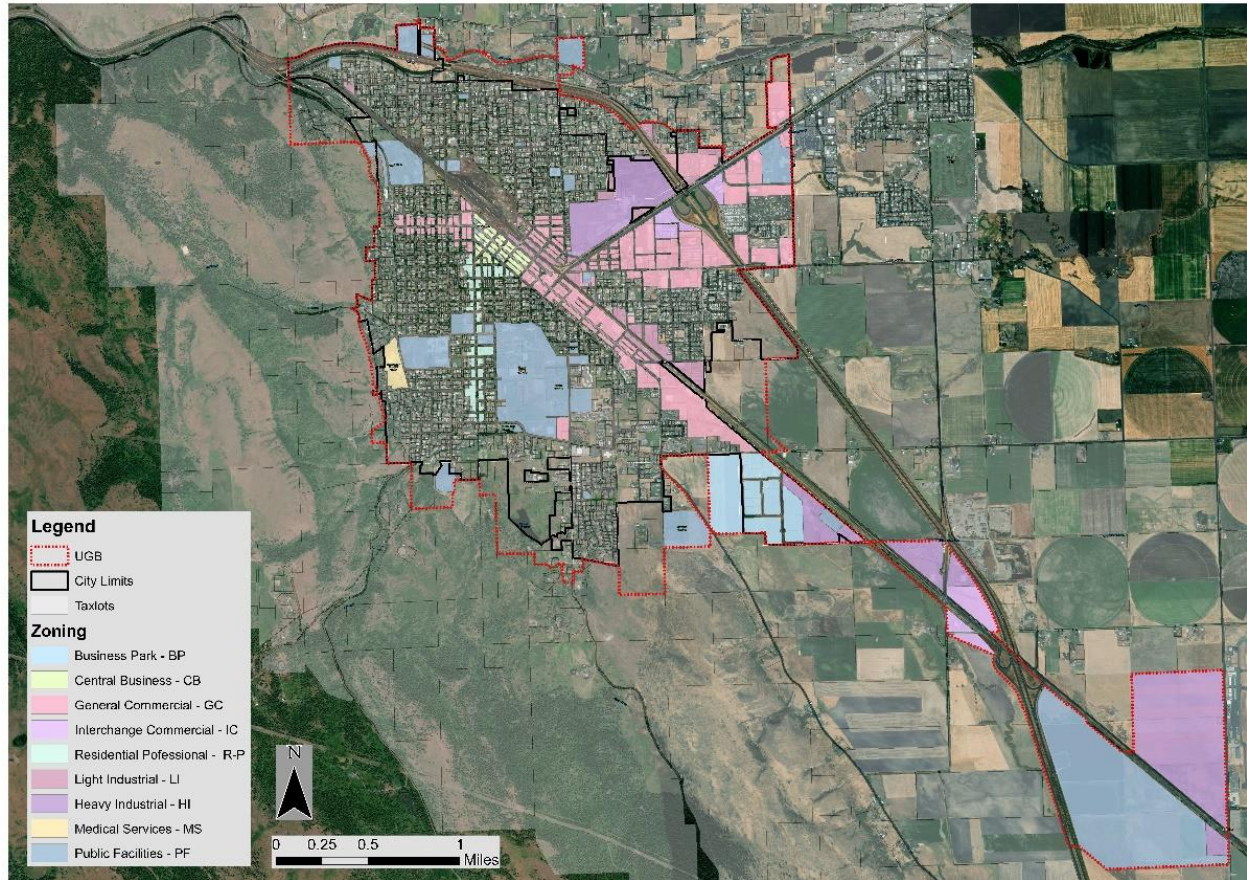 Legend
UGB
City Limits
Taxlots
Zoning
Business Park - BP
Central Business - CB
General Commercial - GC
Interchange Commercial - IC
Residential Pofessional - R-P
Light Industrial - LI
Heavy Industrial - HI
Medical Services - MS
Public Facilities - PF
N
0 0.25 0.5 1
Miles